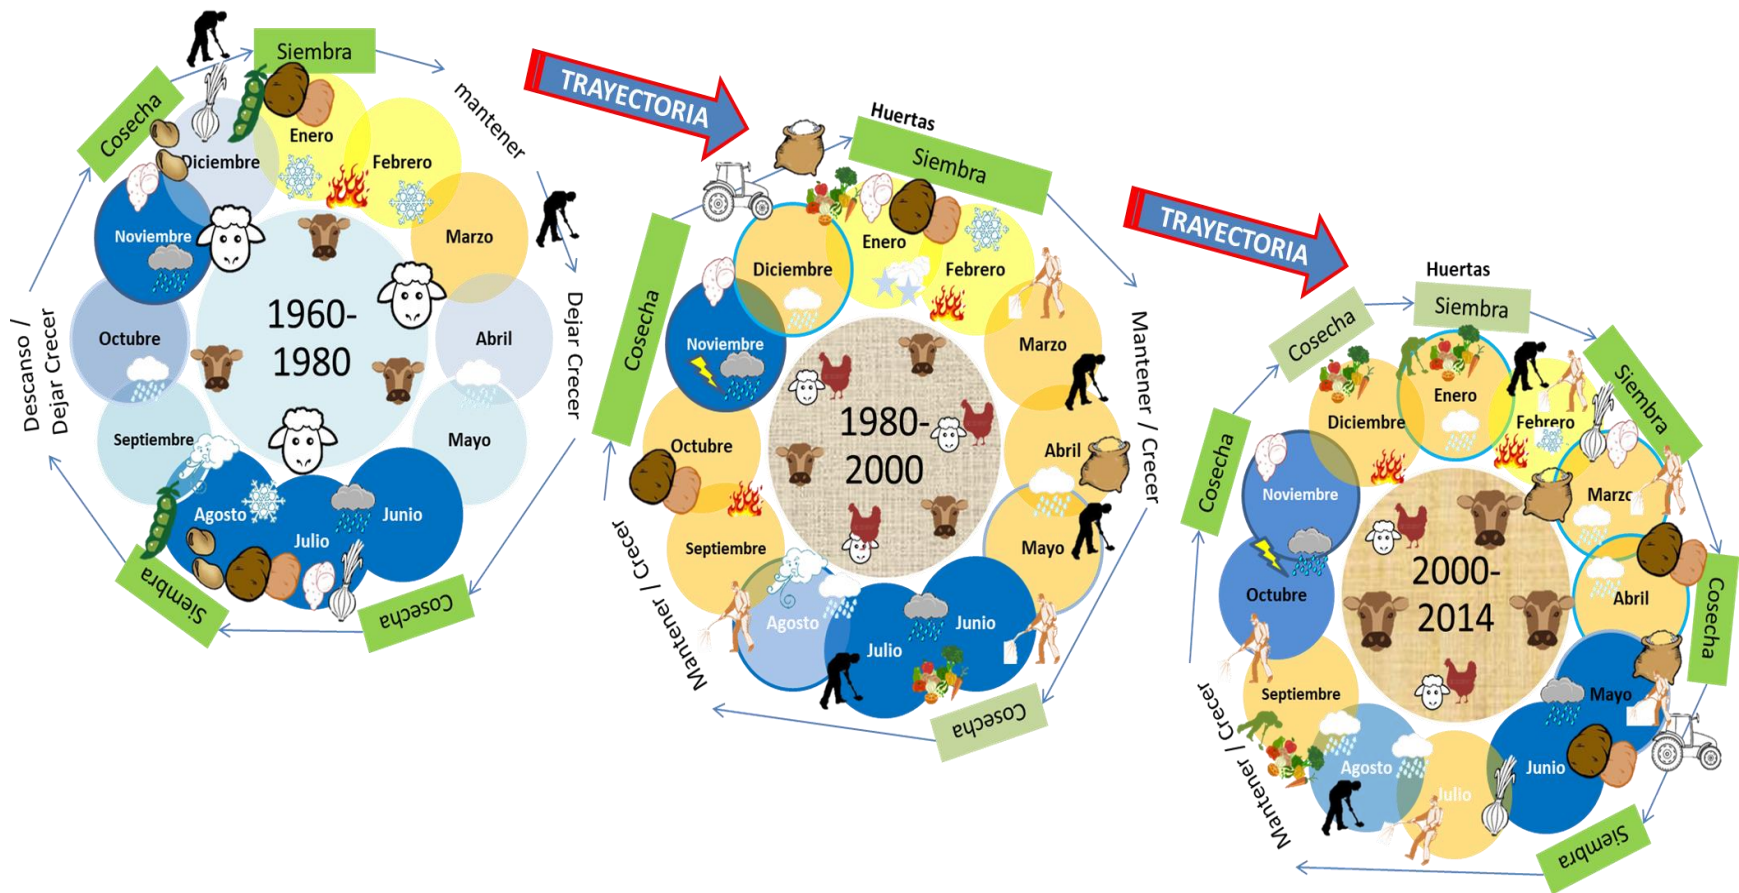 Siembra
mantener
Dejar Crecer
Cosecha
Siembra
Descanso /
Dejar Crecer
Cosecha
Enero
Febrero
Marzo
Abril
Mayo
Junio
Julio
Agosto
Septiembre
Octubre
Noviembre
Diciembre
1960-
1980
TRAYECTORIA
Huertas
Siembra
Mantener / Crecer
Cosecha
Mantener / Crecer
Cosecha
Enero
Febrero
Marzo
Abril
Mayo
Junio
Julio
Agosto
Septiembre
Octubre
Noviembre
Diciembre
1980-
2000
TRAYECTORIA
Huertas
Siembra
Siembra
Cosecha
Siembra
Mantener / Crecer
Cosecha
Cosecha
Enero
Febrero
Marzo
Abril
Mayo
Junio
Julio
Agosto
Septiembre
Octubre
Noviembre
Diciembre
2000-
2014